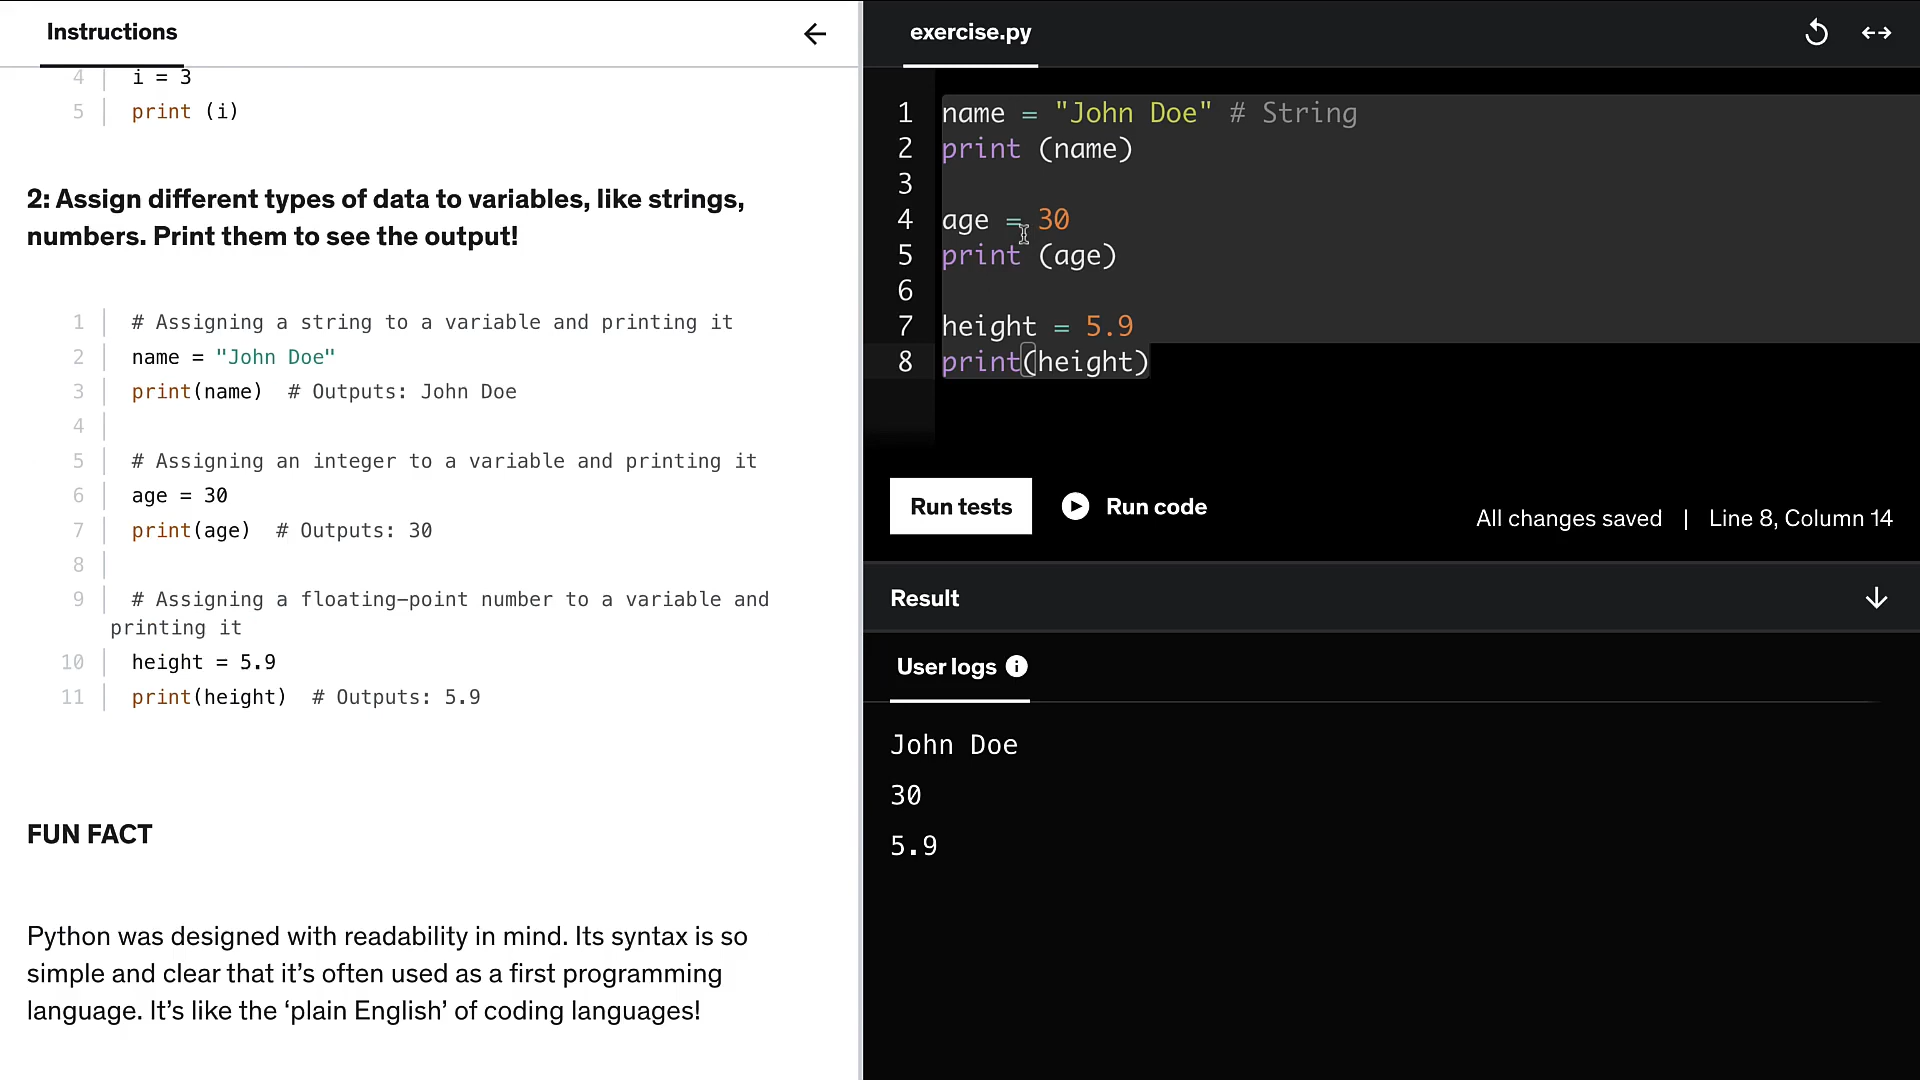 Instructions
4 i = 3
5 print (i)
2: Assign different types of data to variables, like strings,
numbers. Print them to see the output!
1 # Assigning a string to a variable and printing it
2 name = "John Doe"
3 print(name)  # Outputs: John Doe
4
5 # Assigning an integer to a variable and printing it
6 age = 30
7 print(age)  # Outputs: 30
8
9 # Assigning a floating-point number to a variable and
printing it
10 height = 5.9
11 print(height)  # Outputs: 5.9
FUN FACT
Python was designed with readability in mind. Its syntax is so
simple and clear that it’s often used as a first programming
language. It’s like the ‘plain English’ of coding languages!
exercise.py
1 name = "John Doe" # String
2 print (name)
3
4 age = 30
5 print (age)
6
7 height = 5.9
8 print(height)
Run tests
Run code
All changes saved | Line 8, Column 14
Result
User logs
John Doe
30
5.9